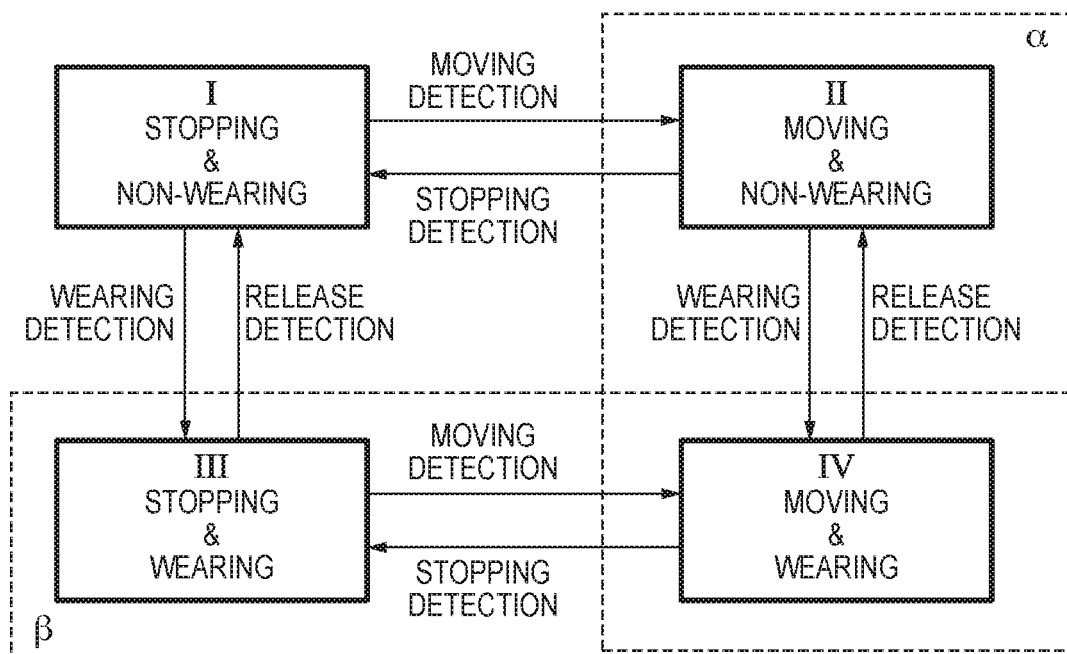 α
I
STOPPING
&
NON-WEARING
MOVING
DETECTION
STOPPING
DETECTION
II
MOVING
&
NON-WEARING
WEARING
DETECTION
RELEASE
DETECTION
WEARING
DETECTION
RELEASE
DETECTION
III
STOPPING
&
WEARING
MOVING
DETECTION
STOPPING
DETECTION
IV
MOVING
&
WEARING
β